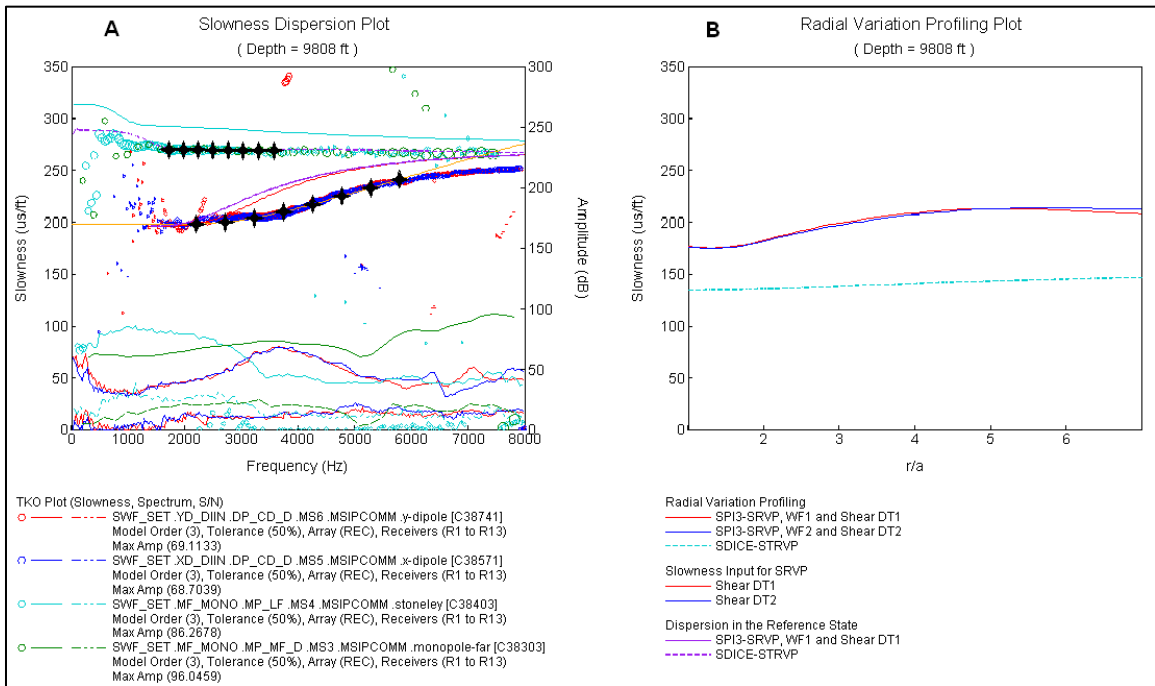 A Slowness Dispersion Plot
( Depth = 9808 ft )
B Radial Variation Profiling Plot
( Depth = 9808 ft )
350
300
250
200
150
100
50
0
Slowness (us/ft)
300
250
200
150
100
50
0
Amplitude (dB)
0 1000 2000 3000 4000 5000 6000 7000 8000
Frequency (Hz)
350
300
250
200
150
100
50
0
Slowness (us/ft)
2 3 4 5 6
r/a
TKO Plot (Slowness, Spectrum, S/N)
SWF_SET .YD_DIIN .DP_CD_D .MS6 .MSIPCOMM .y-dipole [C38741]
Model Order (3), Tolerance (50%), Array (REC), Receivers (R1 to R13)
Max Amp (69.1133)
SWF_SET .XD_DIIN .DP_CD_D .MS5 .MSIPCOMM .x-dipole [C38571]
Model Order (3), Tolerance (50%), Array (REC), Receivers (R1 to R13)
Max Amp (68.7039)
SWF_SET .MF_MONO .MP_LF .MS4 .MSIPCOMM .stoneley [C38403]
Model Order (3), Tolerance (50%), Array (REC), Receivers (R1 to R13)
Max Amp (86.2678)
SWF_SET .MF_MONO .MP_MF_D .MS3 .MSIPCOMM .monopole-far [C38303]
Model Order (3), Tolerance (50%), Array (REC), Receivers (R1 to R13)
Max Amp (96.0459)
Radial Variation Profiling
SPI3-SRVP, WF1 and Shear DT1
SPI3-SRVP, WF2 and Shear DT2
SDICE-STRVP
Slowness Input for SRVP
Shear DT1
Shear DT2
Dispersion in the Reference State
SPI3-SRVP, WF1 and Shear DT1
SDICE-STRVP